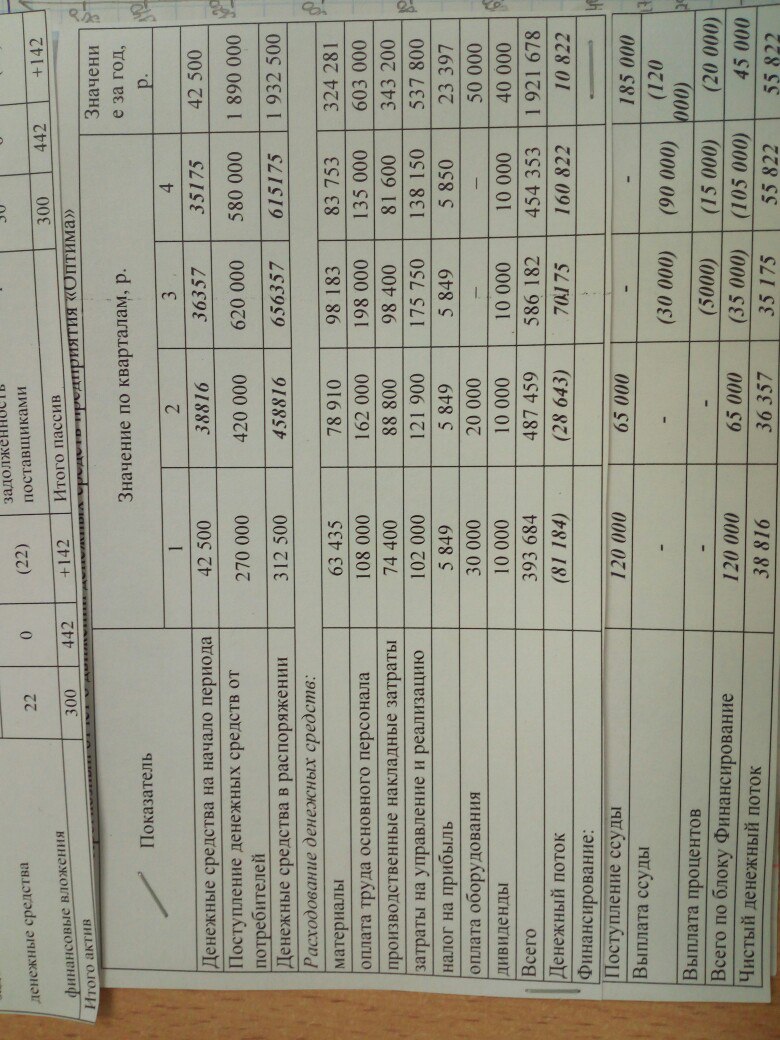 денежные средства 22 0 (22)
задолженность
поставщиками
финансовые вложения
Итого актив 300 442 +142 Итого пассив 300 442 +142
отчет о движении денежных средств предприятия «Оптима»
Показатель Значение по кварталам, р. Значени
е за год,
р.
1 2 3 4
Денежные средства на начало периода 42 500 38816 36357 35175 42 500
Поступление денежных средств от
потребителей 270 000 420 000 620 000 580 000 1 890 000
Денежные средства в распоряжении 312 500 458816 656357 615175 1 932 500
Расходование денежных средств:
материалы 63 435 78 910 98 183 83 753 324 281
оплата труда основного персонала 108 000 162 000 198 000 135 000 603 000
производственные накладные затраты 74 400 88 800 98 400 81 600 343 200
затраты на управление и реализацию 102 000 121 900 175 750 138 150 537 800
налог на прибыль 5 849 5 849 5 849 5 850 23 397
оплата оборудования 30 000 20 000 – – 50 000
дивиденды 10 000 10 000 10 000 10 000 40 000
Всего 393 684 487 459 586 182 454 353 1 921 678
Денежный поток (81 184) (28 643) 70175 160 822 10 822
Финансирование:
Поступление ссуды 120 000 65 000 - - 185 000
Выплата ссуды - - (30 000) (90 000) (120
000)
Выплата процентов - - (5000) (15 000) (20 000)
Всего по блоку Финансирование 120 000 65 000 (35 000) (105 000) 45 000
Чистый денежный поток 38 816 36 357 35 175 55 822 55 822